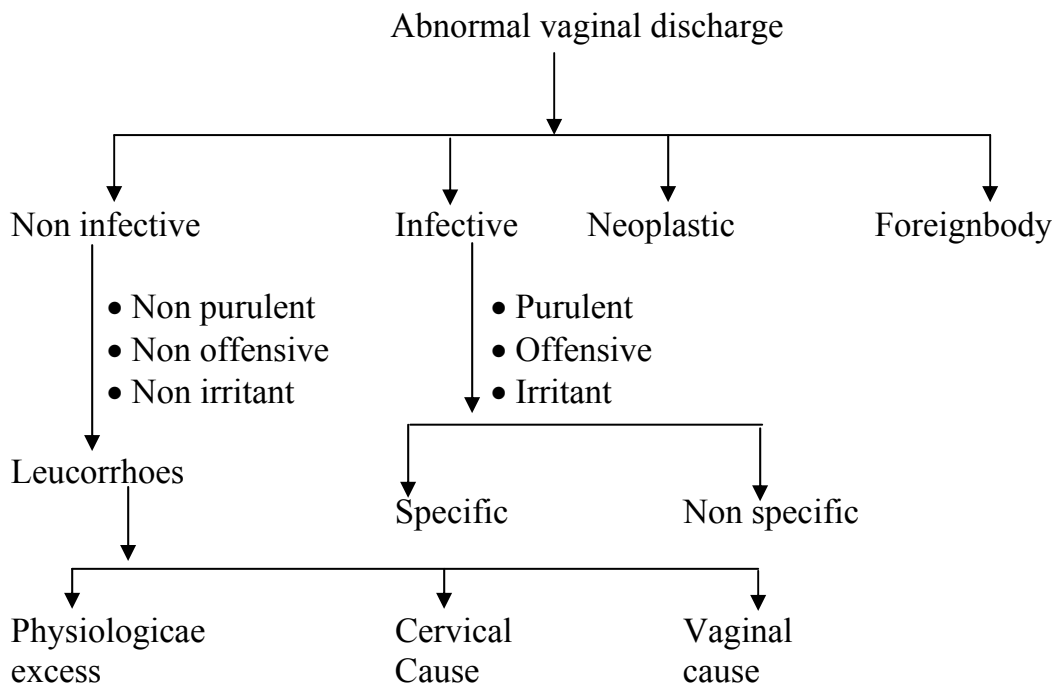 Abnormal vaginal discharge
Non infective
Infective
Neoplastic
Foreignbody
• Non purulent
• Non offensive
• Non irritant
• Purulent
• Offensive
• Irritant
Leucorrhoes
Specific
Non specific
Physiologicae
excess
Cervical
Cause
Vaginal
cause